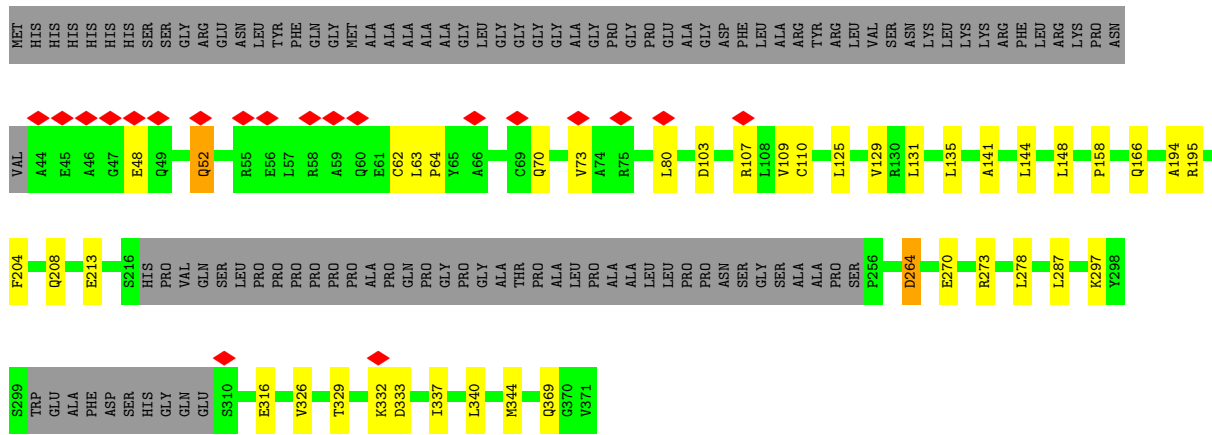 MET HIS HIS HIS HIS HIS HIS SER SER GLY ARG GLU ASN LEU TYR PHE GLN GLY MET ALA ALA ALA ALA ALA GLY LEU GLY GLY GLY GLY ALA GLY PRO GLY PRO GLU ALA GLY ASP PHE LEU ALA ARG TYR ARG LEU VAL SER ASN LYS LEU LYS LYS ARG PHE LEU ARG LYS PRO ASN
VAL A44 E45 A46 G47 E48 Q49 Q52 R55 E56 L57 R58 A59 Q60 E61 C62 L63 P64 Y65 A66 C69 Q70 V73 A74 R75 L80 D103 R107 L108 V109 C110 L125 V129 R130 L131 L135 A141 L144 L148 P158 Q166 A194 R195
F204 Q208 E213 S216 HIS PRO VAL GLN SER LEU PRO PRO PRO PRO PRO PRO ALA PRO GLN PRO GLY PRO GLY ALA THR PRO ALA LEU PRO ALA ALA LEU LEU PRO PRO ASN SER GLY SER ALA ALA PRO SER P256 D264 E270 R273 L278 L287 K297 Y298
S299 TRP GLU ALA PHE ASP SER HIS GLY GLN GLU S310 E316 V326 T329 K332 D333 I337 L340 M344 Q369 G370 V371